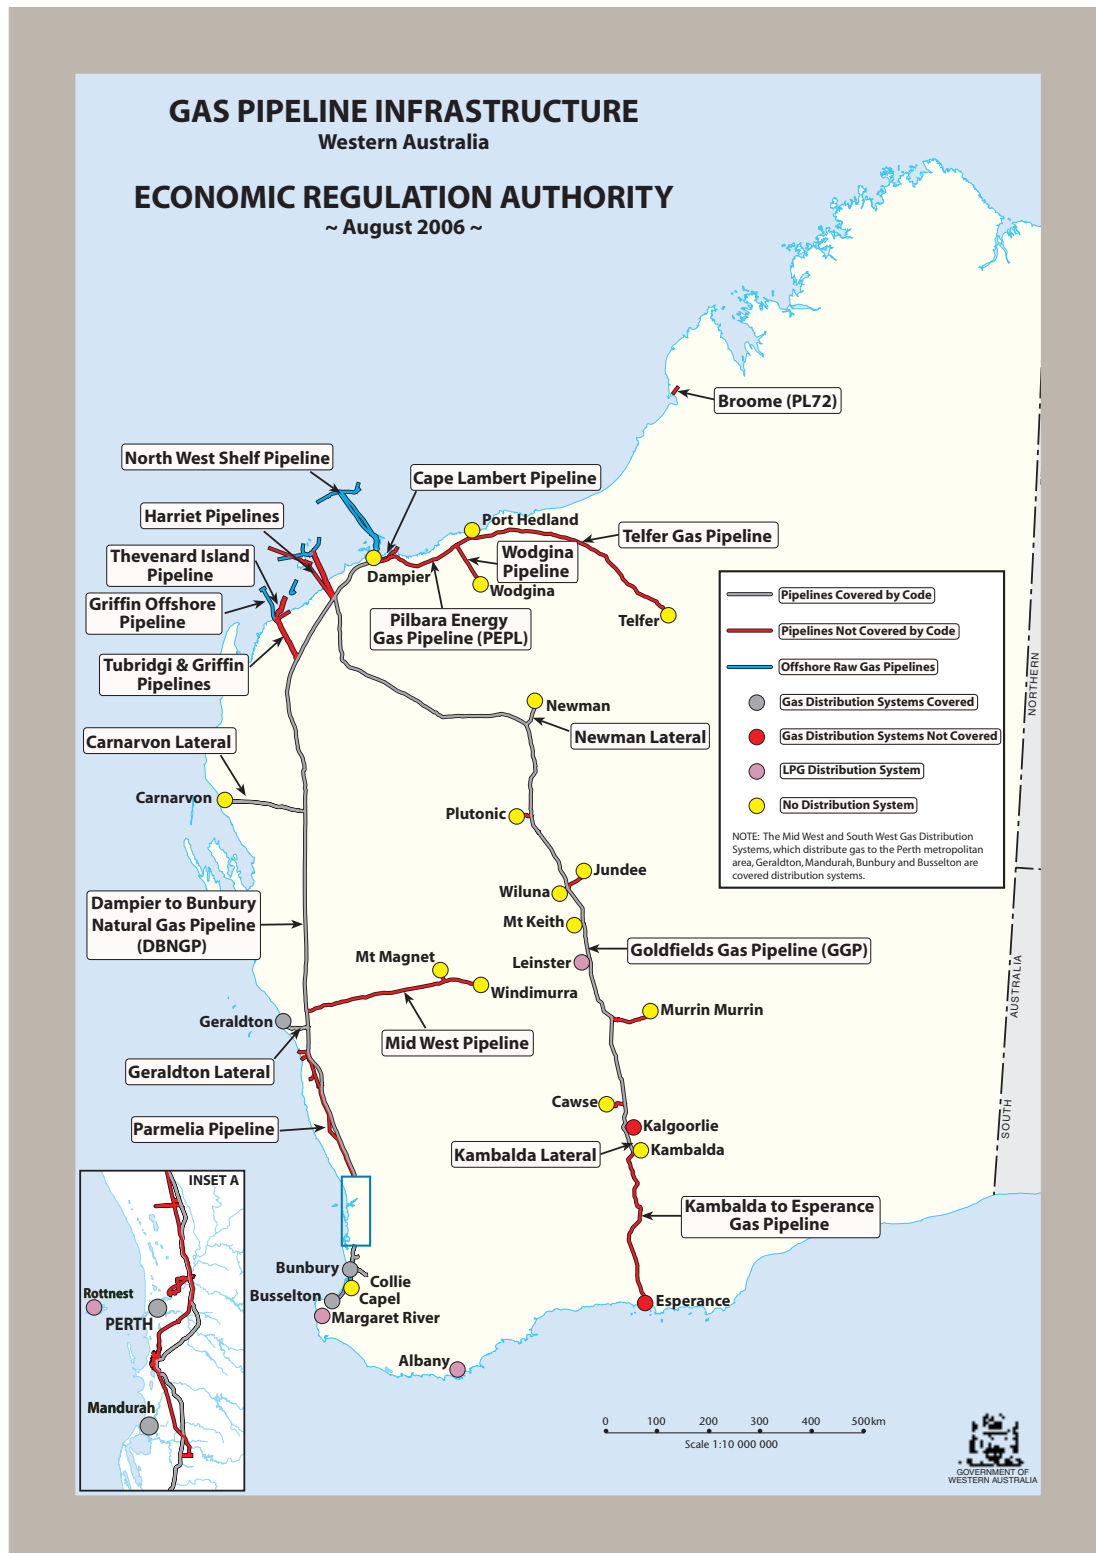 GAS PIPELINE INFRASTRUCTURE
Western Australia
ECONOMIC REGULATION AUTHORITY
~ August 2006 ~
Broome (PL72)
North West Shelf Pipeline
Cape Lambert Pipeline
Harriet Pipelines
Port Hedland
Telfer Gas Pipeline
Thevenard Island
Pipeline
Wodgina
Pipeline
Dampier
Wodgina
Griffin Offshore
Pipeline
Pilbara Energy
Gas Pipeline (PEPL)
Telfer
Tubridgi & Griffin
Pipelines
Newman
Newman Lateral
Carnarvon Lateral
Carnarvon
Plutonic
Jundee
Wiluna
Mt Keith
Dampier to Bunbury
Natural Gas Pipeline
(DBNGP)
Goldfields Gas Pipeline (GGP)
Leinster
Mt Magnet
Windimurra
Murrin Murrin
Geraldton
Mid West Pipeline
Geraldton Lateral
Cawse
Kalgoorlie
Parmelia Pipeline
Kambalda Lateral
Kambalda
Kambalda to Esperance
Gas Pipeline
Bunbury
Collie
Capel
Busselton
Margaret River
Esperance
Albany
Pipelines Covered by Code
Pipelines Not Covered by Code
Offshore Raw Gas Pipelines
Gas Distribution Systems Covered
Gas Distribution Systems Not Covered
LPG Distribution System
No Distribution System
NOTE: The Mid West and South West Gas Distribution
Systems, which distribute gas to the Perth metropolitan
area, Geraldton, Mandurah, Bunbury and Busselton are
covered distribution systems.
NORTHERN
SOUTH AUSTRALIA
INSET A
Rottnest
PERTH
Mandurah
0 100 200 300 400 500km
Scale 1:10 000 000
GOVERNMENT OF
WESTERN AUSTRALIA